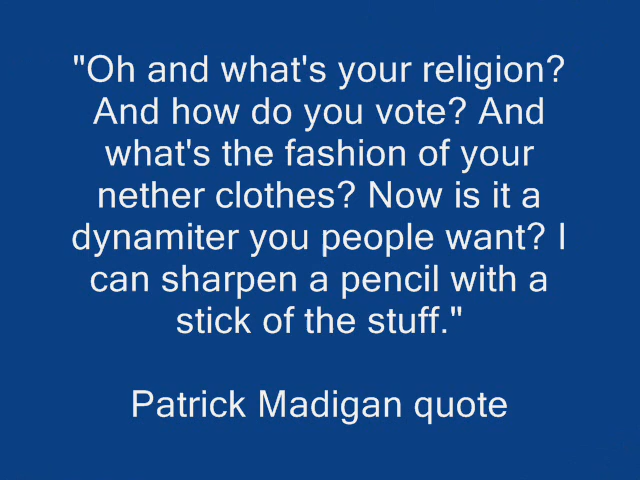 "Oh and what's your religion?
And how do you vote? And
what's the fashion of your
nether clothes? Now is it a
dynamiter you people want? I
can sharpen a pencil with a
stick of the stuff."
Patrick Madigan quote